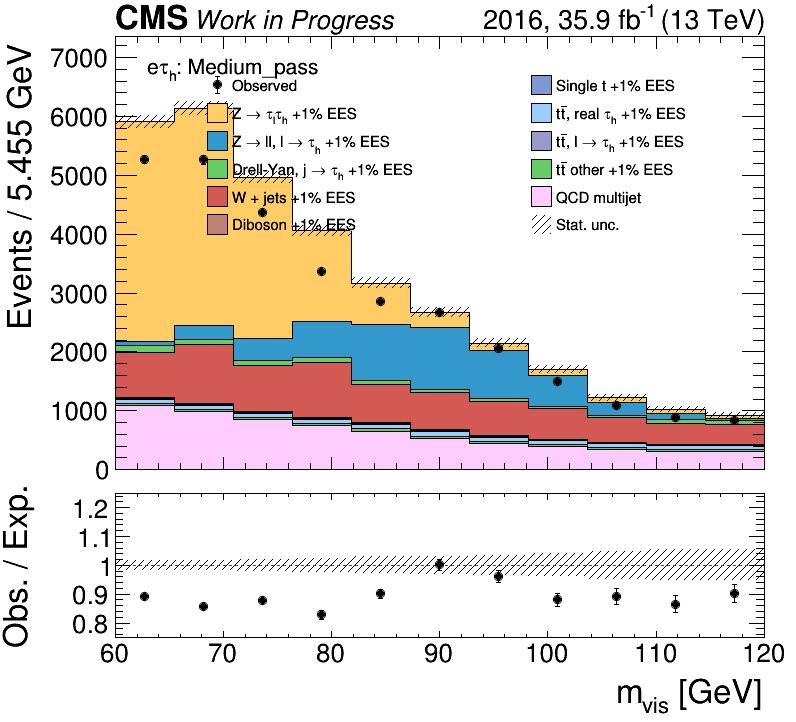 CMS Work in Progress 2016, 35.9 fb⁻¹ (13 TeV)
Events / 5.455 GeV
7000
6000
5000
4000
3000
2000
1000
0
eτₕ: Medium_pass
Observed
Z → τₗτₕ +1% EES
Z → ll, l → τₕ +1% EES
Drell-Yan, j → τₕ +1% EES
W + jets +1% EES
Diboson +1% EES
Single t +1% EES
tt̄, real τₕ +1% EES
tt̄, l → τₕ +1% EES
tt̄ other +1% EES
QCD multijet
Stat. unc.
Obs. / Exp.
1.2
1.1
1
0.9
0.8
60 70 80 90 100 110 120
m_vis [GeV]